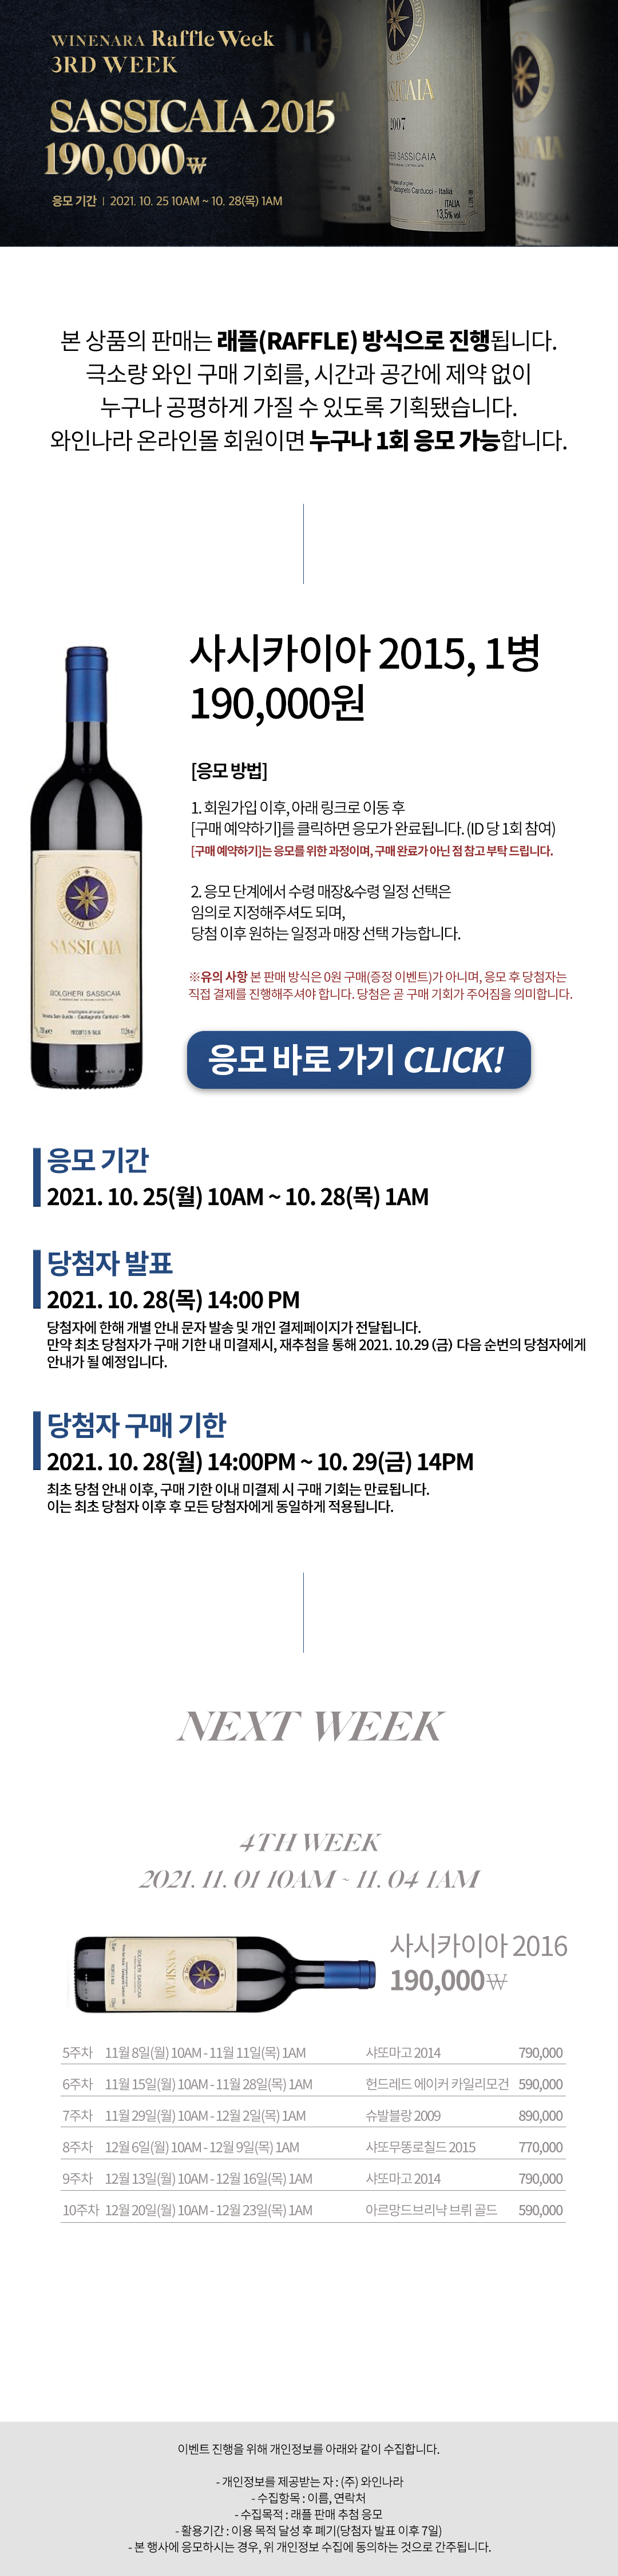 WINENARA Raffle Week
3RD WEEK
SASSICAIA 2015
190,000₩
응모 기간 | 2021. 10. 25 10AM ~ 10. 28(목) 1AM
SICAIA
2007
HERI SASSICAIA
Castagneto Carducci - Italia
ITALIA
13,5% vol
CAIA
2007
본 상품의 판매는 래플(RAFFLE) 방식으로 진행됩니다.
극소량 와인 구매 기회를, 시간과 공간에 제약 없이
누구나 공평하게 가질 수 있도록 기획됐습니다.
와인나라 온라인몰 회원이면 누구나 1회 응모 가능합니다.
사시카이아 2015, 1병
190,000원
[응모 방법]
1. 회원가입 이후, 아래 링크로 이동 후
[구매 예약하기]를 클릭하면 응모가 완료됩니다. (ID 당 1회 참여)
[구매 예약하기]는 응모를 위한 과정이며, 구매 완료가 아닌 점 참고 부탁 드립니다.
2. 응모 단계에서 수령 매장&수령 일정 선택은
임의로 지정해주셔도 되며,
당첨 이후 원하는 일정과 매장 선택 가능합니다.
※유의 사항 본 판매 방식은 0원 구매(증정 이벤트)가 아니며, 응모 후 당첨자는
직접 결제를 진행해주셔야 합니다. 당첨은 곧 구매 기회가 주어짐을 의미합니다.
SASSICAIA
BOLGHERI SASSICAIA
Tenuta San Guido - Castagneto Carducci - Italia
PRODUCT OF ITALY
응모 바로 가기 CLICK!
응모 기간
2021. 10. 25(월) 10AM ~ 10. 28(목) 1AM
당첨자 발표
2021. 10. 28(목) 14:00 PM
당첨자에 한해 개별 안내 문자 발송 및 개인 결제페이지가 전달됩니다.
만약 최초 당첨자가 구매 기한 내 미결제시, 재추첨을 통해 2021. 10.29 (금) 다음 순번의 당첨자에게
안내가 될 예정입니다.
당첨자 구매 기한
2021. 10. 28(월) 14:00PM ~ 10. 29(금) 14PM
최초 당첨 안내 이후, 구매 기한 이내 미결제 시 구매 기회는 만료됩니다.
이는 최초 당첨자 이후 후 모든 당첨자에게 동일하게 적용됩니다.
NEXT WEEK
4TH WEEK
2021. 11. 01 10AM ~ 11. 04 1AM
SASSICAIA
BOLGHERI SASSICAIA
사시카이아 2016
190,000₩
5주차 11월 8일(월) 10AM - 11월 11일(목) 1AM 샤또마고 2014 790,000
6주차 11월 15일(월) 10AM - 11월 28일(목) 1AM 헌드레드 에이커 카일리모건 590,000
7주차 11월 29일(월) 10AM - 12월 2일(목) 1AM 슈발블랑 2009 890,000
8주차 12월 6일(월) 10AM - 12월 9일(목) 1AM 샤또무똥로칠드 2015 770,000
9주차 12월 13일(월) 10AM - 12월 16일(목) 1AM 샤또마고 2014 790,000
10주차 12월 20일(월) 10AM - 12월 23일(목) 1AM 아르망드브리냑 브뤼 골드 590,000
이벤트 진행을 위해 개인정보를 아래와 같이 수집합니다.
- 개인정보를 제공받는 자 : (주) 와인나라
- 수집항목 : 이름, 연락처
- 수집목적 : 래플 판매 추첨 응모
- 활용기간 : 이용 목적 달성 후 폐기(당첨자 발표 이후 7일)
- 본 행사에 응모하시는 경우, 위 개인정보 수집에 동의하는 것으로 간주됩니다.